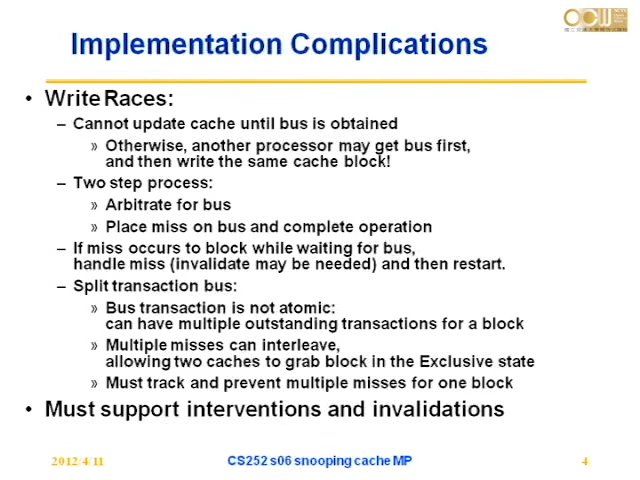 OCW
Implementation Complications
• Write Races:
– Cannot update cache until bus is obtained
» Otherwise, another processor may get bus first,
and then write the same cache block!
– Two step process:
» Arbitrate for bus
» Place miss on bus and complete operation
– If miss occurs to block while waiting for bus,
handle miss (invalidate may be needed) and then restart.
– Split transaction bus:
» Bus transaction is not atomic:
can have multiple outstanding transactions for a block
» Multiple misses can interleave,
allowing two caches to grab block in the Exclusive state
» Must track and prevent multiple misses for one block
• Must support interventions and invalidations
2012/4/11
CS252 s06 snooping cache MP
4